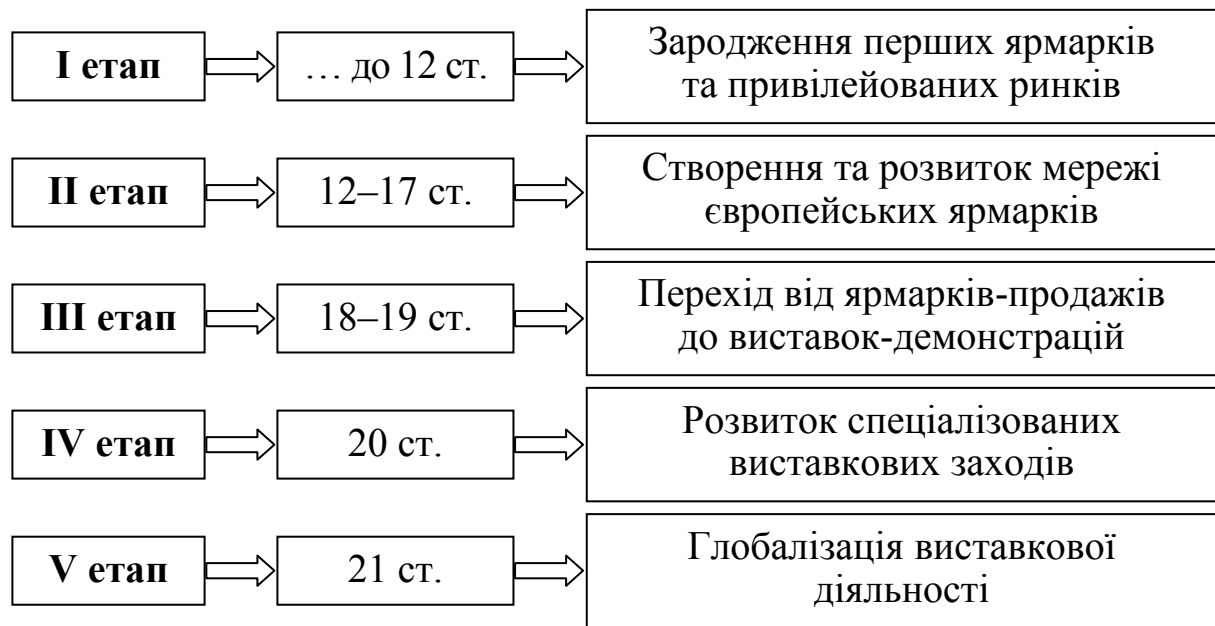 І етап
… до 12 ст.
Зародження перших ярмарків
та привілейованих ринків
ІІ етап
12–17 ст.
Створення та розвиток мережі
європейських ярмарків
ІІІ етап
18–19 ст.
Перехід від ярмарків-продажів
до виставок-демонстрацій
IV етап
20 ст.
Розвиток спеціалізованих
виставкових заходів
V етап
21 ст.
Глобалізація виставкової
діяльності